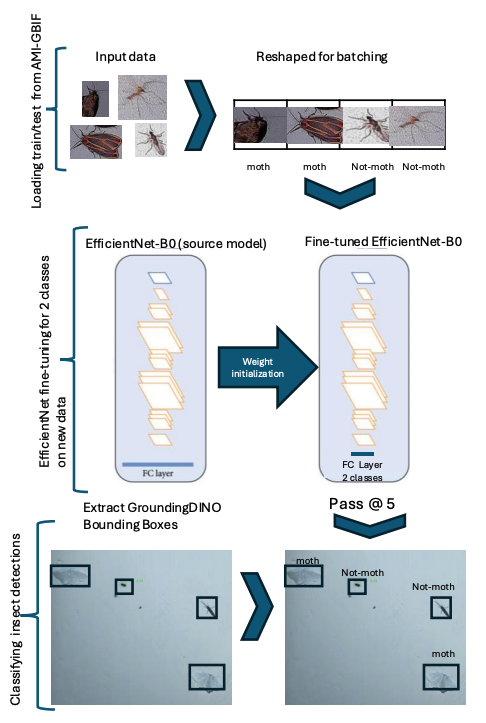 Loading train/test from AMI-GBIF
Input data
Reshaped for batching
moth
moth
Not-moth
Not-moth
EfficientNet fine-tuning for 2 classes
on new data
EfficientNet-B0 (source model)
Fine-tuned EfficientNet-B0
Weight
initialization
FC layer
FC Layer
2 classes
Classifying insect detections
Extract GroundingDINO
Bounding Boxes
Pass @ 5
moth
Not-moth
Not-moth
moth